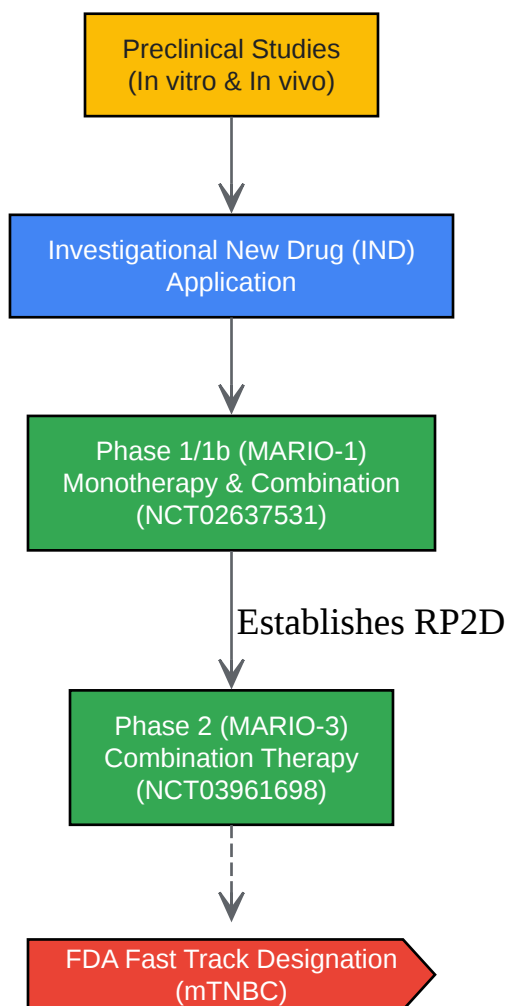 Preclinical Studies
(In vitro & In vivo)
Investigational New Drug (IND)
Application
Phase 1/1b (MARIO-1)
Monotherapy & Combination
(NCT02637531)
Establishes RP2D
Phase 2 (MARIO-3)
Combination Therapy
(NCT03961698)
FDA Fast Track Designation
(mTNBC)